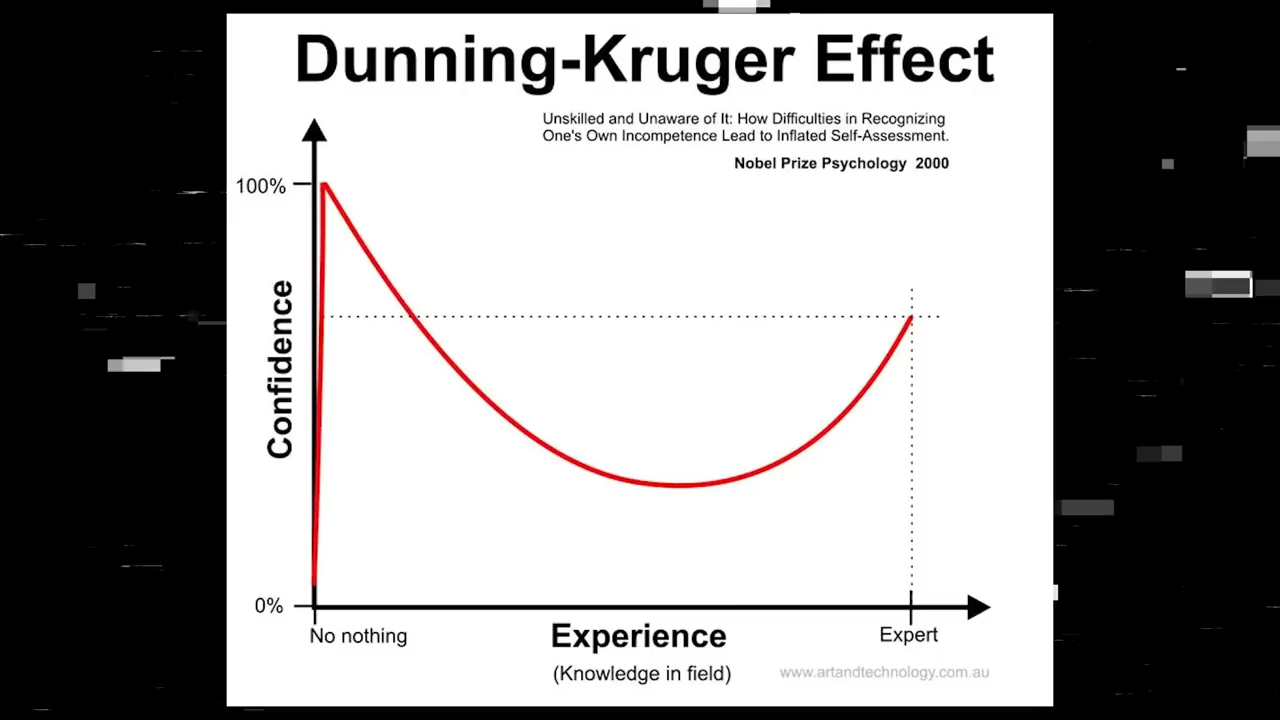 Dunning-Kruger Effect
Unskilled and Unaware of It: How Difficulties in Recognizing
One's Own Incompetence Lead to Inflated Self-Assessment.
Nobel Prize Psychology 2000
100%
Confidence
0%
No nothing
Experience
Expert
(Knowledge in field)
www.artandtechnology.com.au